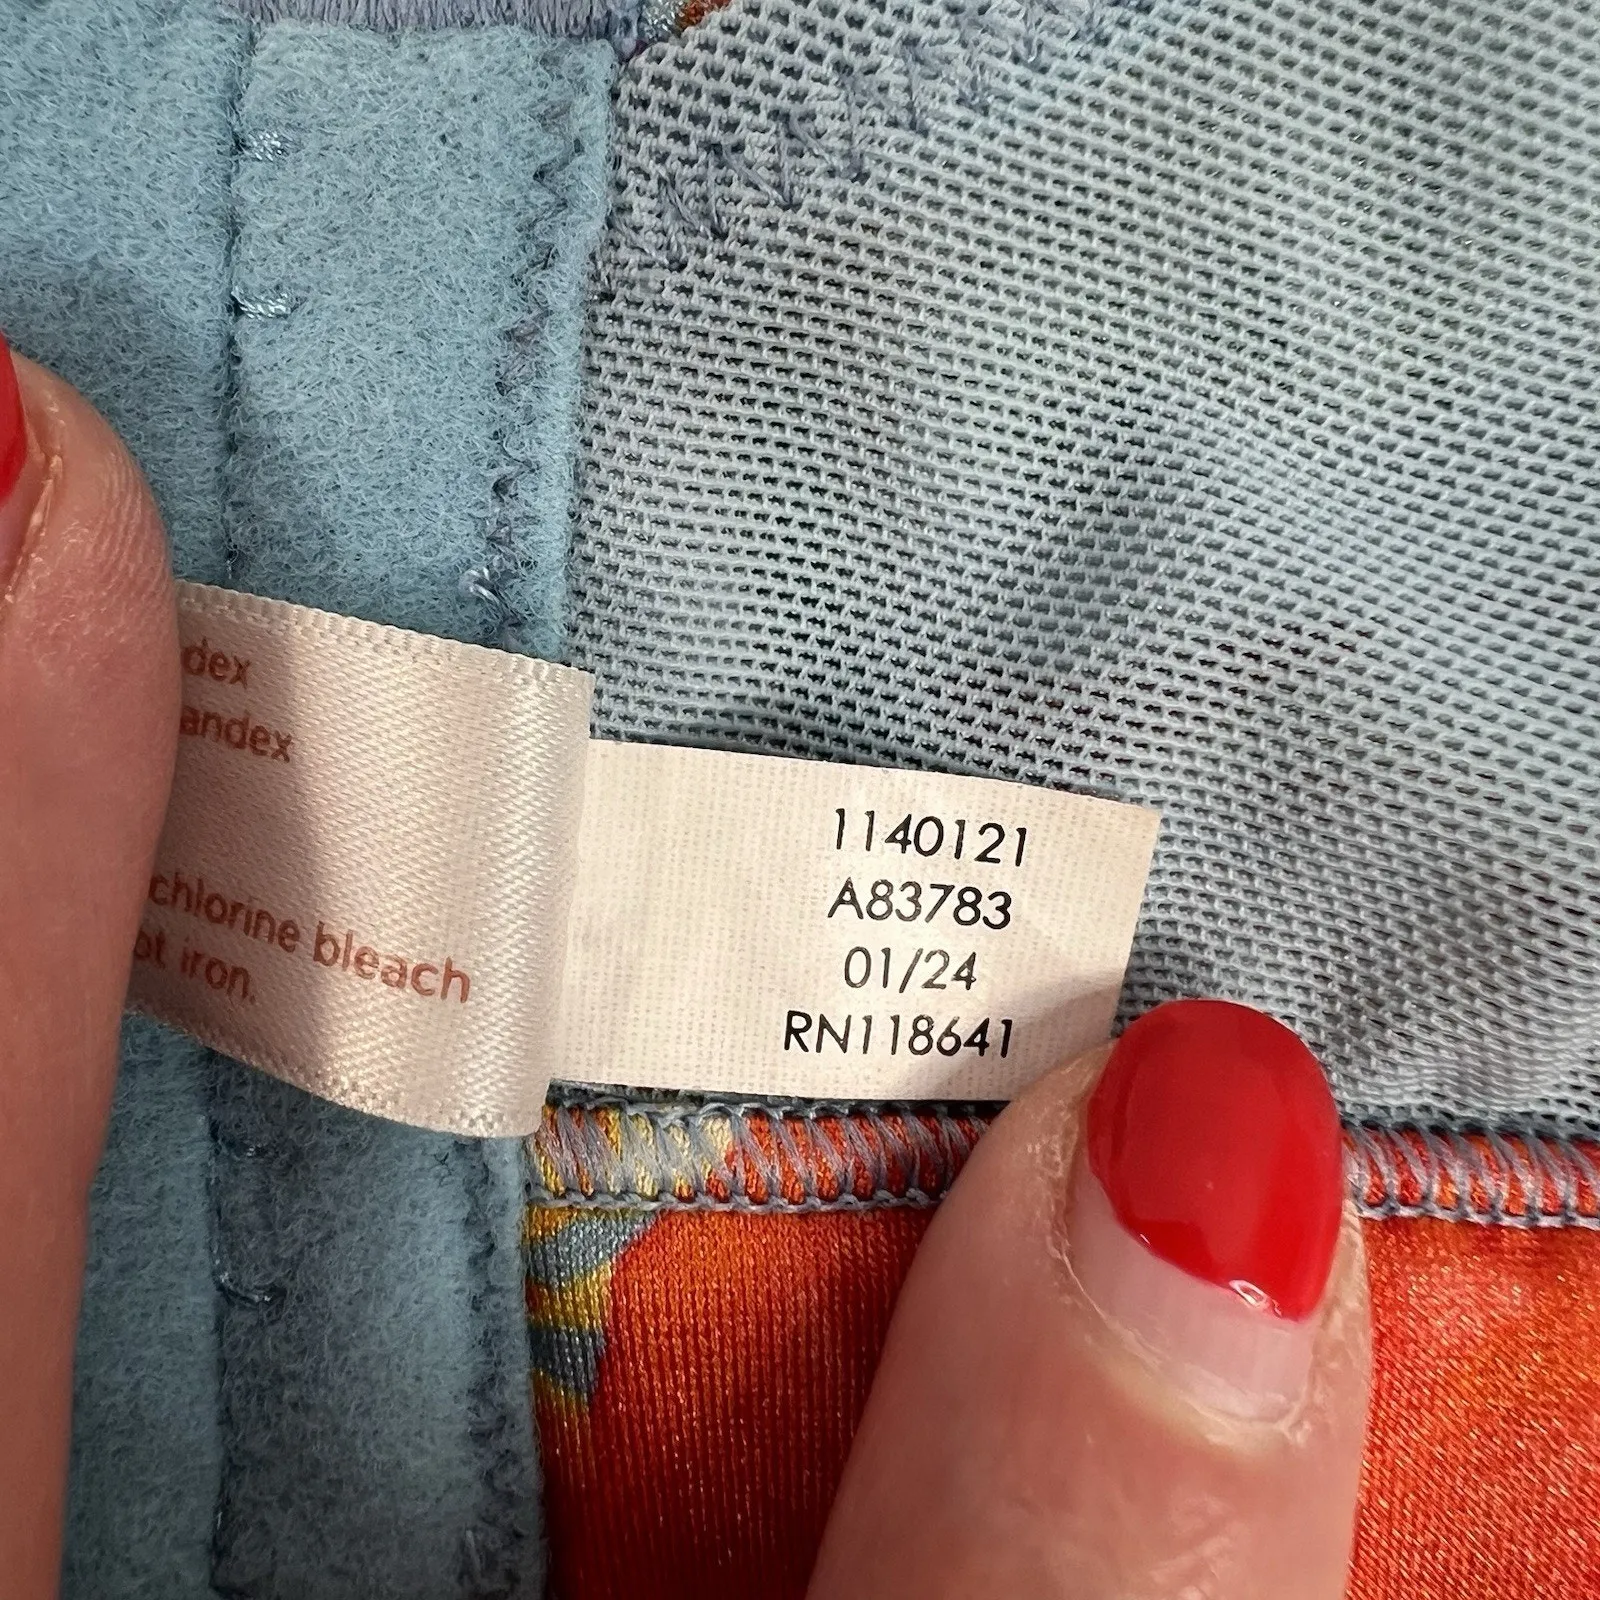 dex
andex
chlorine bleach
ot iron.
1140121
A83783
01/24
RN118641